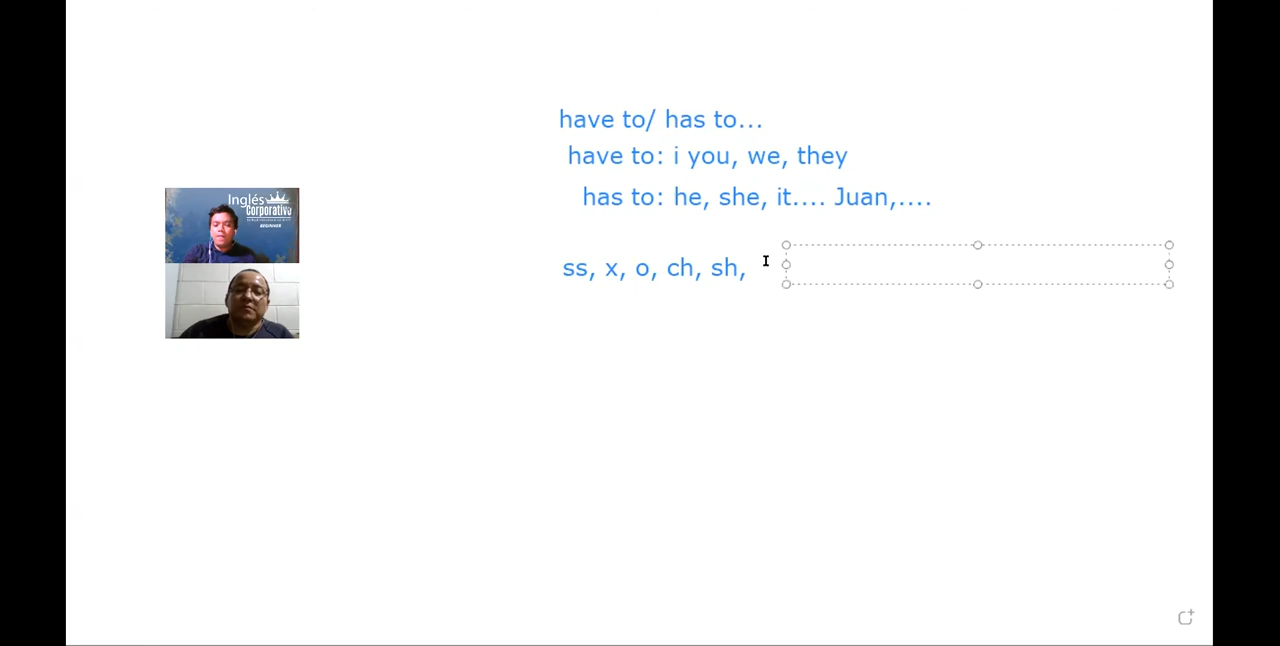 have to/ has to...
have to: i you, we, they
has to: he, she, it.... Juan,....
Inglés
Corporativo
BEGINNER
ss, x, o, ch, sh,